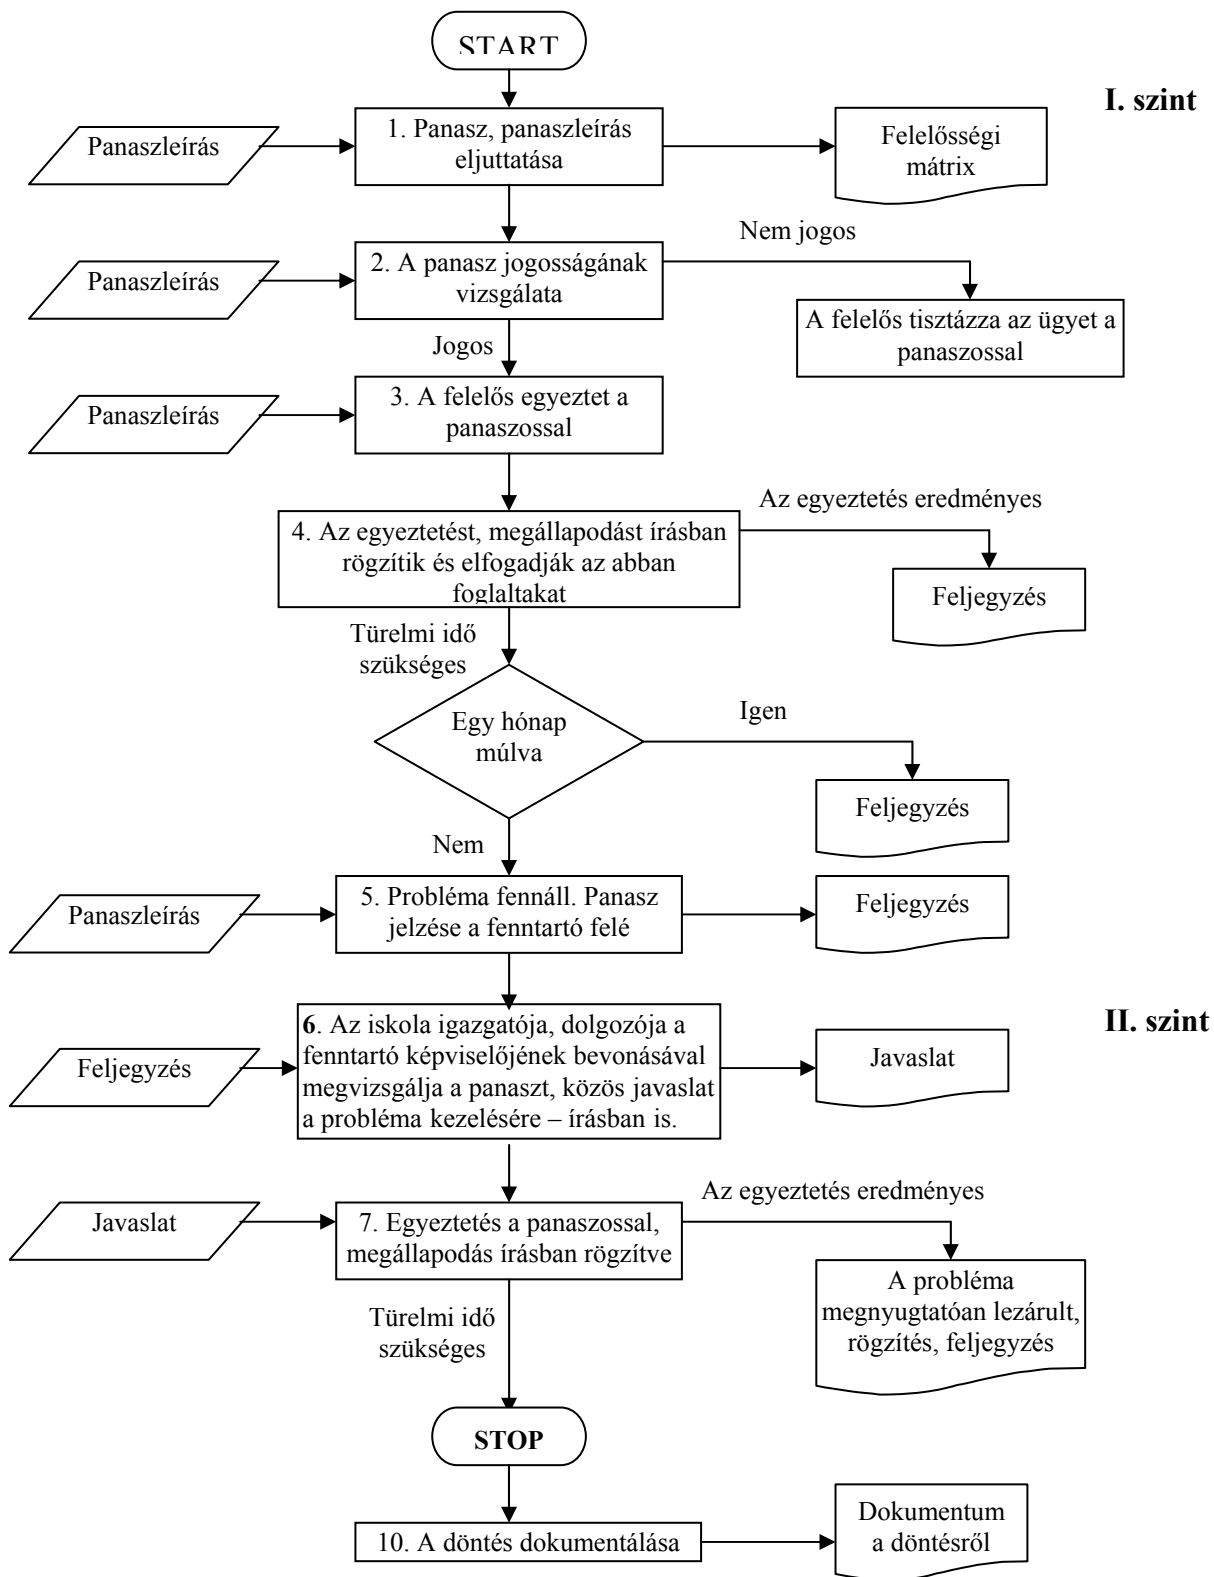 START
I. szint
Panaszleírás
1. Panasz, panaszleírás
eljuttatása
Felelősségi
mátrix
Nem jogos
Panaszleírás
2. A panasz jogosságának
vizsgálata
A felelős tisztázza az ügyet a
panaszossal
Jogos
Panaszleírás
3. A felelős egyeztet a
panaszossal
Az egyeztetés eredményes
4. Az egyeztetést, megállapodást írásban
rögzítik és elfogadják az abban
foglaltakat
Feljegyzés
Türelmi idő
szükséges
Egy hónap
múlva
Igen
Feljegyzés
Nem
Panaszleírás
5. Probléma fennáll. Panasz
jelzése a fenntartó felé
Feljegyzés
II. szint
Feljegyzés
6. Az iskola igazgatója, dolgozója a
fenntartó képviselőjének bevonásával
megvizsgálja a panaszt, közös javaslat
a probléma kezelésére – írásban is.
Javaslat
Az egyeztetés eredményes
Javaslat
7. Egyeztetés a panaszossal,
megállapodás írásban rögzítve
A probléma
megnyugtatóan lezárult,
rögzítés, feljegyzés
Türelmi idő
szükséges
STOP
10. A döntés dokumentálása
Dokumentum
a döntésről